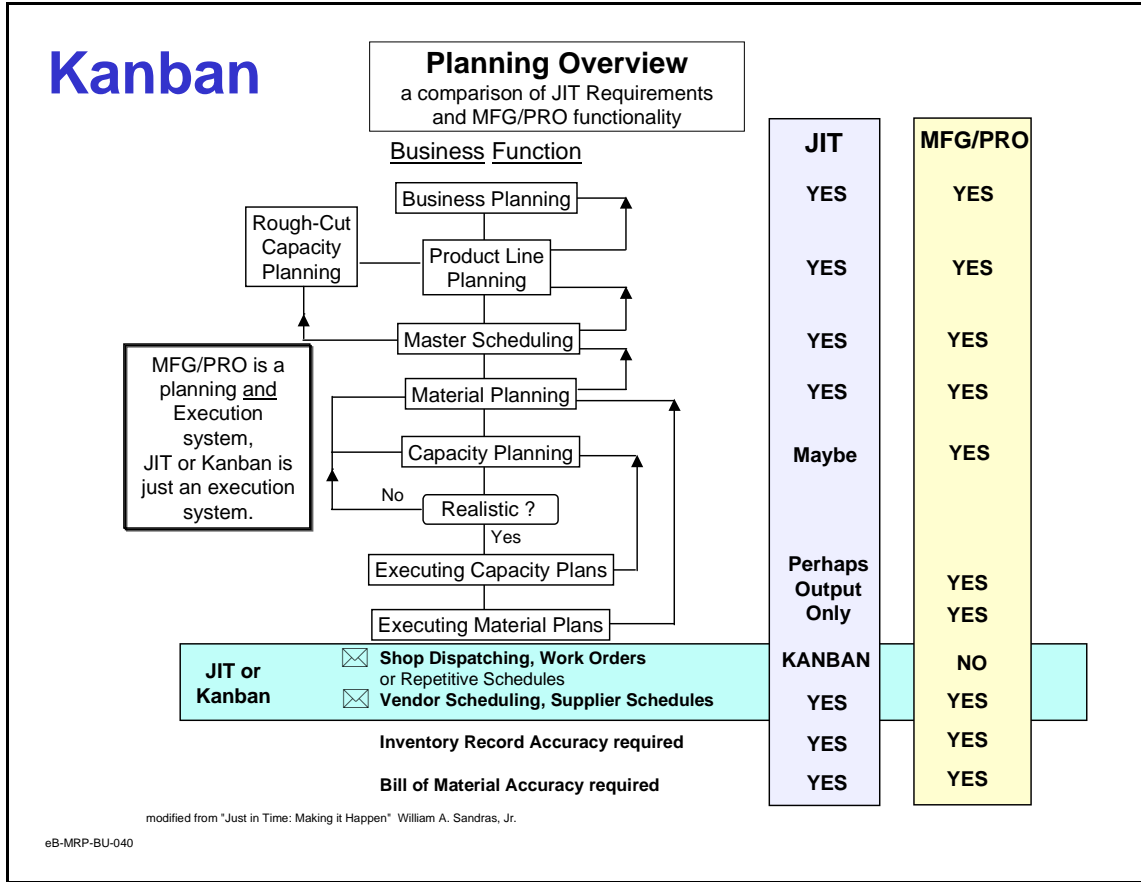 Kanban
Planning Overview
a comparison of JIT Requirements
and MFG/PRO functionality
Business Function
JIT
MFG/PRO
Business Planning
YES
YES
Rough-Cut
Capacity
Planning
Product Line
Planning
YES
YES
Master Scheduling
YES
YES
MFG/PRO is a
planning and
Execution
system,
JIT or Kanban is
just an execution
system.
Material Planning
YES
YES
Capacity Planning
Maybe
YES
No
Realistic ?
Yes
Executing Capacity Plans
Perhaps
Output
Only
YES
YES
Executing Material Plans
JIT or
Kanban
Shop Dispatching, Work Orders
or Repetitive Schedules
KANBAN
NO
Vendor Scheduling, Supplier Schedules
YES
YES
Inventory Record Accuracy required
YES
YES
Bill of Material Accuracy required
YES
YES
modified from "Just in Time: Making it Happen" William A. Sandras, Jr.
eB-MRP-BU-040